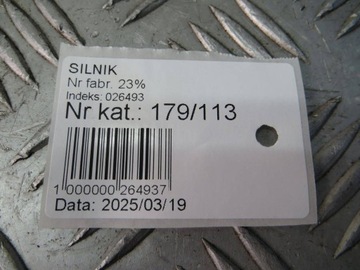 SILNIK
Nr fabr. 23%
Indeks: 026493
Nr kat.: 179/113
1 000000 264937
Data: 2025/03/19